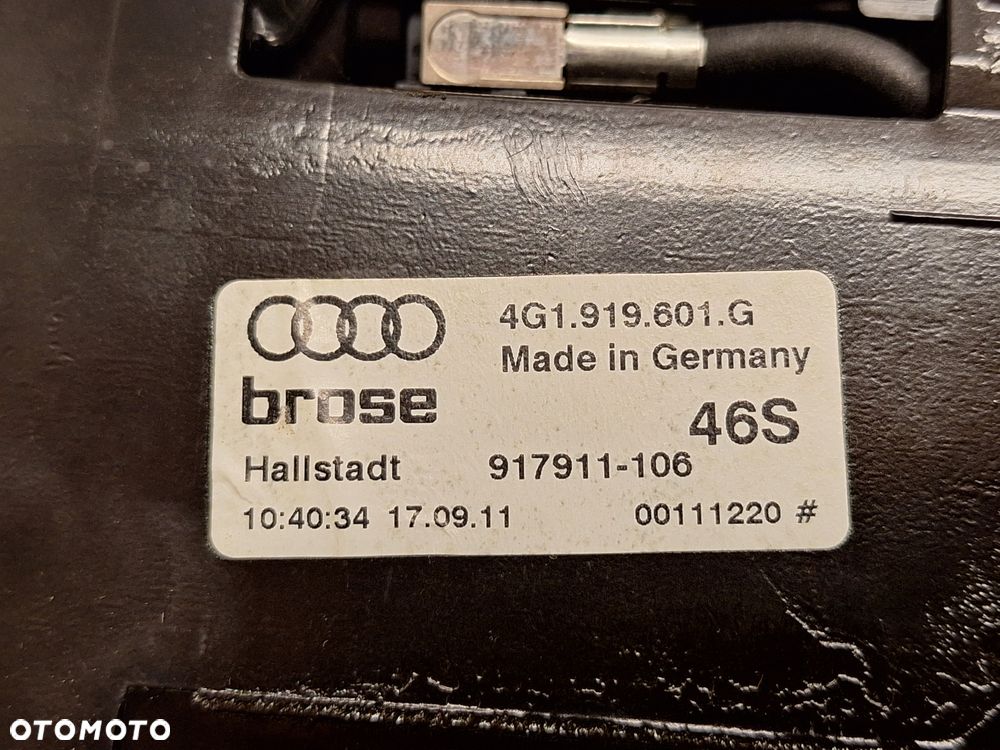 4G1.919.601.G
Made in Germany
brose
46S
Hallstadt 917911-106
10:40:34 17.09.11 00111220 #
OTOMOTO